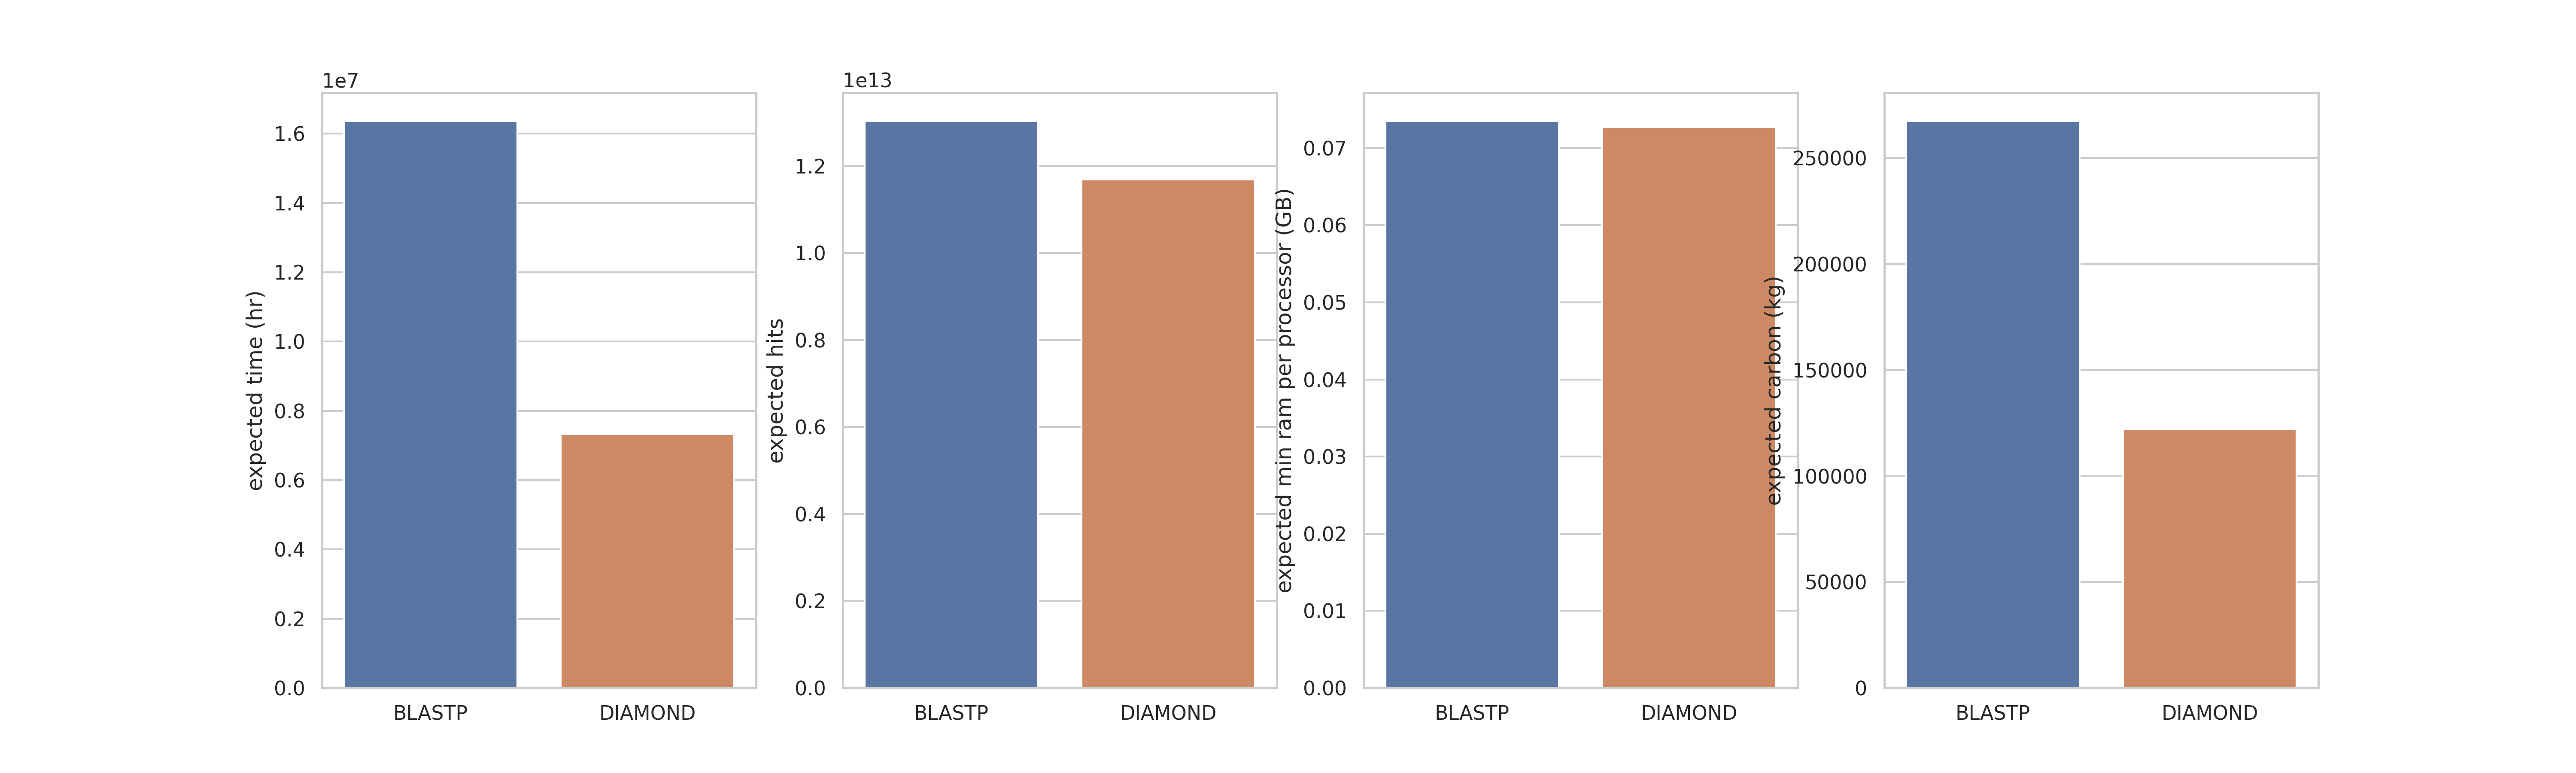 1e7
1.6
1.4
1.2
1.0
0.8
0.6
0.4
0.2
0.0
expected time (hr)
BLASTP
DIAMOND
1e13
1.2
1.0
0.8
0.6
0.4
0.2
0.0
expected hits
BLASTP
DIAMOND
0.07
0.06
0.05
0.04
0.03
0.02
0.01
0.00
expected min ram per processor (GB)
BLASTP
DIAMOND
250000
200000
150000
100000
50000
0
expected carbon (kg)
BLASTP
DIAMOND